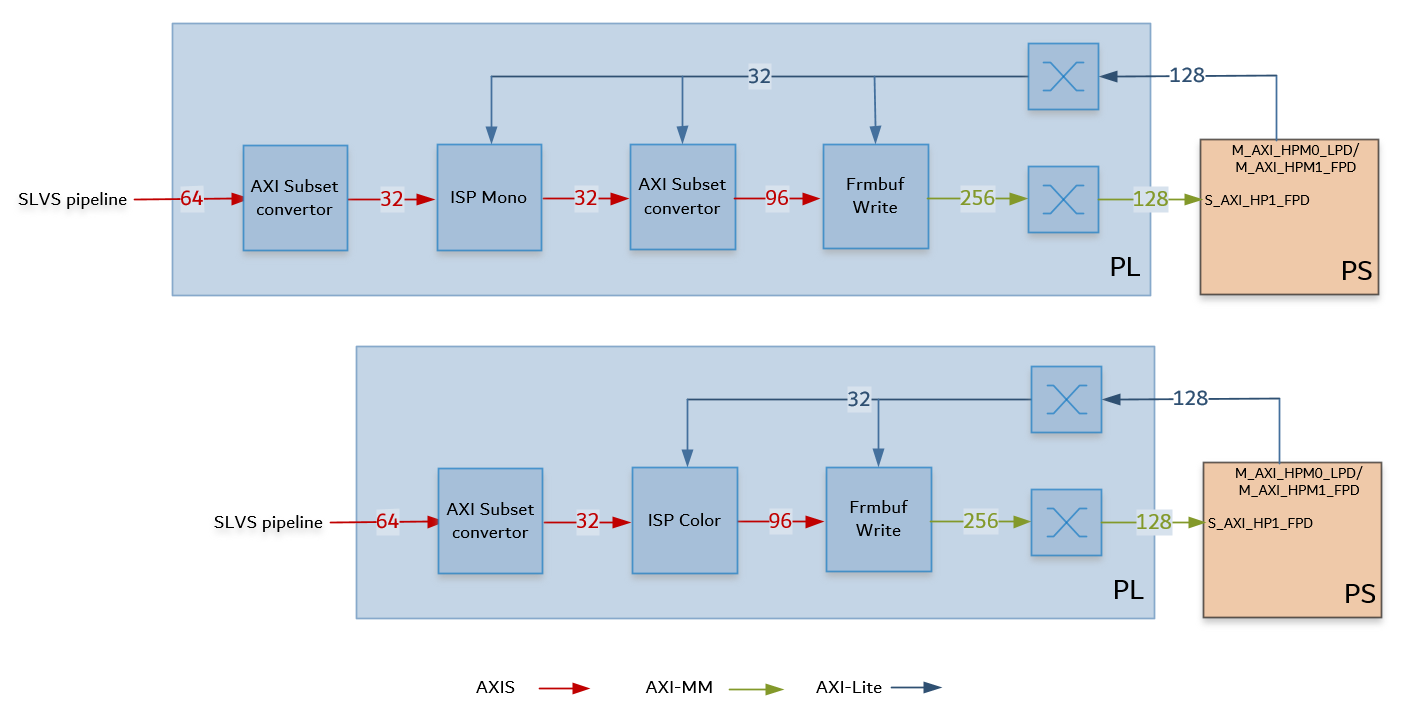 32
128
M_AXI_HPM0_LPD/
M_AXI_HPM1_FPD
SLVS pipeline
64
AXI Subset
convertor
32
ISP Mono
32
AXI Subset
convertor
96
Frmbuf
Write
256
128
S_AXI_HP1_FPD
PL
PS
32
128
M_AXI_HPM0_LPD/
M_AXI_HPM1_FPD
SLVS pipeline
64
AXI Subset
convertor
32
ISP Color
96
Frmbuf
Write
256
128
S_AXI_HP1_FPD
PL
PS
AXIS
AXI-MM
AXI-Lite